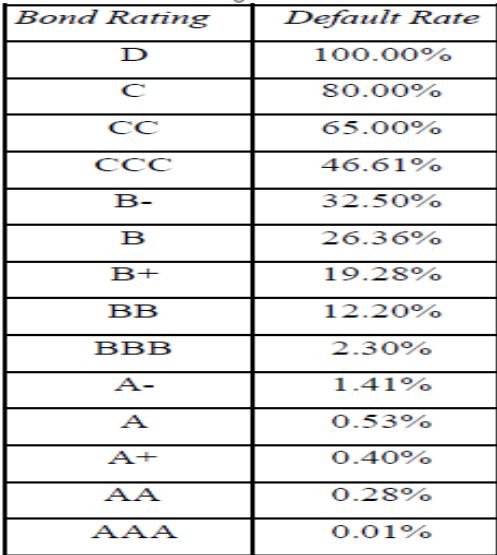 Bond Rating Default Rate
D 100.00%
C 80.00%
CC 65.00%
CCC 46.61%
B- 32.50%
B 26.36%
B+ 19.28%
BB 12.20%
BBB 2.30%
A- 1.41%
A 0.53%
A+ 0.40%
AA 0.28%
AAA 0.01%